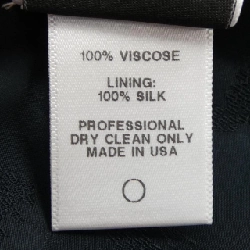 100% VISCOSE
LINING:
100% SILK
PROFESSIONAL
DRY CLEAN ONLY
MADE IN USA